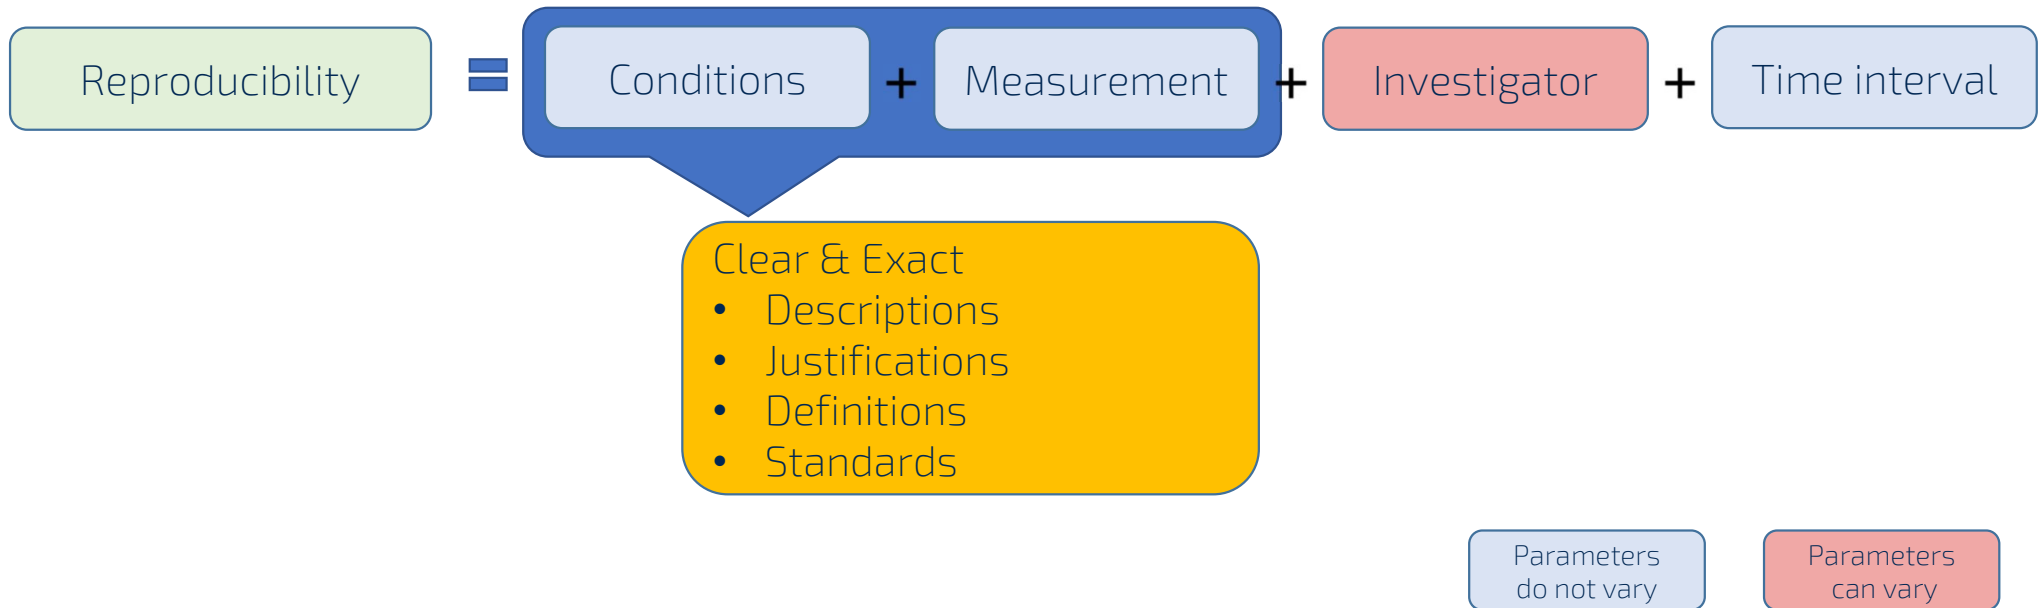 Reproducibility = Conditions + Measurement + Investigator + Time interval
Clear & Exact
• Descriptions
• Justifications
• Definitions
• Standards
Parameters
do not vary
Parameters
can vary